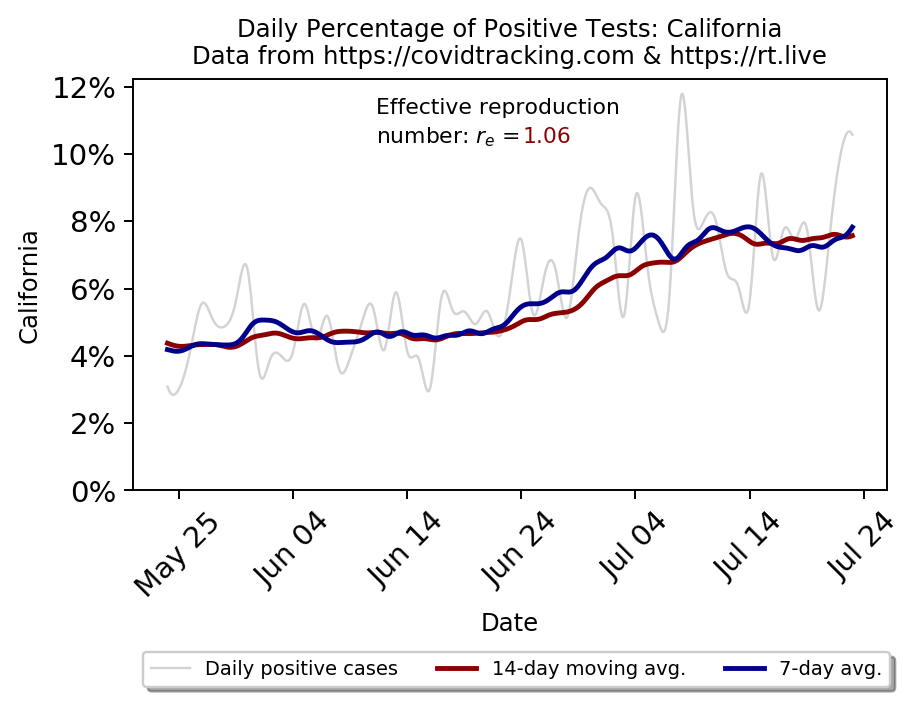 Daily Percentage of Positive Tests: California
Data from https://covidtracking.com & https://rt.live
Effective reproduction
number: rₑ =1.06
12%
10%
8%
6%
4%
2%
0%
California
May 25
Jun 04
Jun 14
Jun 24
Jul 04
Jul 14
Jul 24
Date
Daily positive cases
14-day moving avg.
7-day avg.